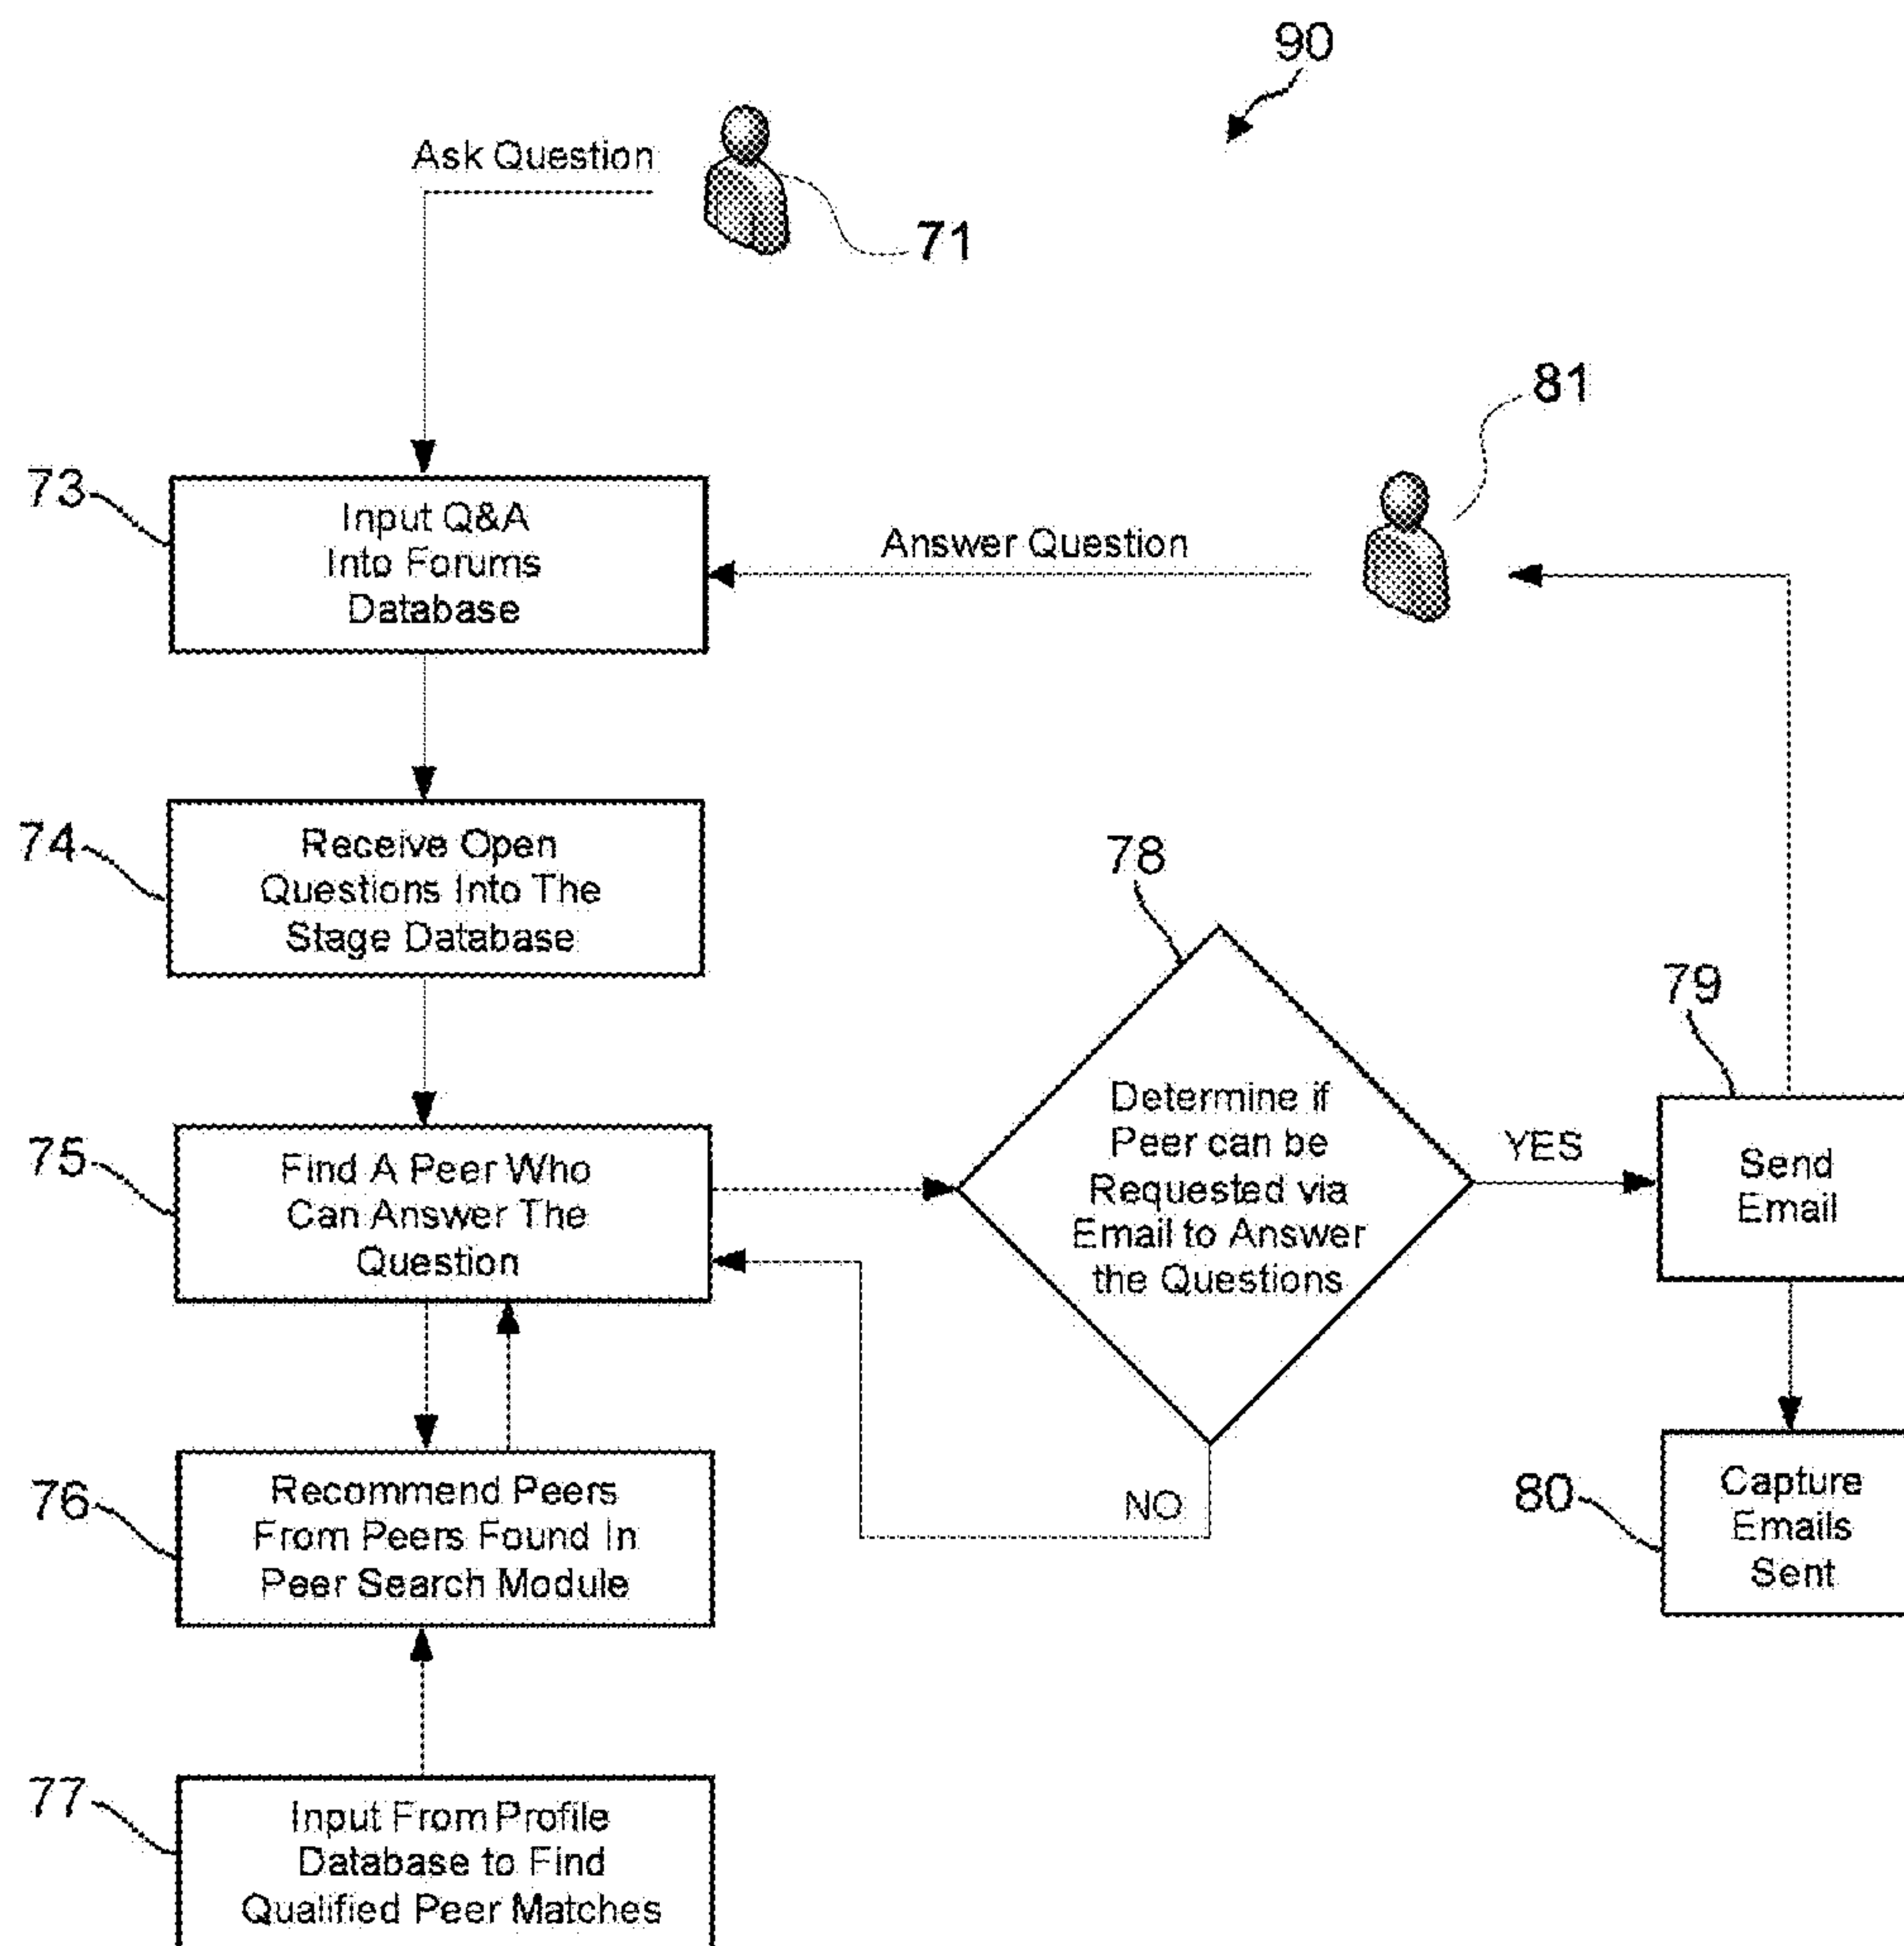 90
Ask Question
71
81
73
Input Q&A
Into Forums
Database
Answer Question
74
Receive Open
Questions Into The
Stage Database
78
79
75
Find A Peer Who
Can Answer The
Question
Determine if
Peer can be
Requested via
Email to Answer
the Questions
YES
Send
Email
76
Recommend Peers
From Peers Found In
Peer Search Module
NO
80
Capture
Emails
Sent
77
Input From Profile
Database to Find
Qualified Peer Matches